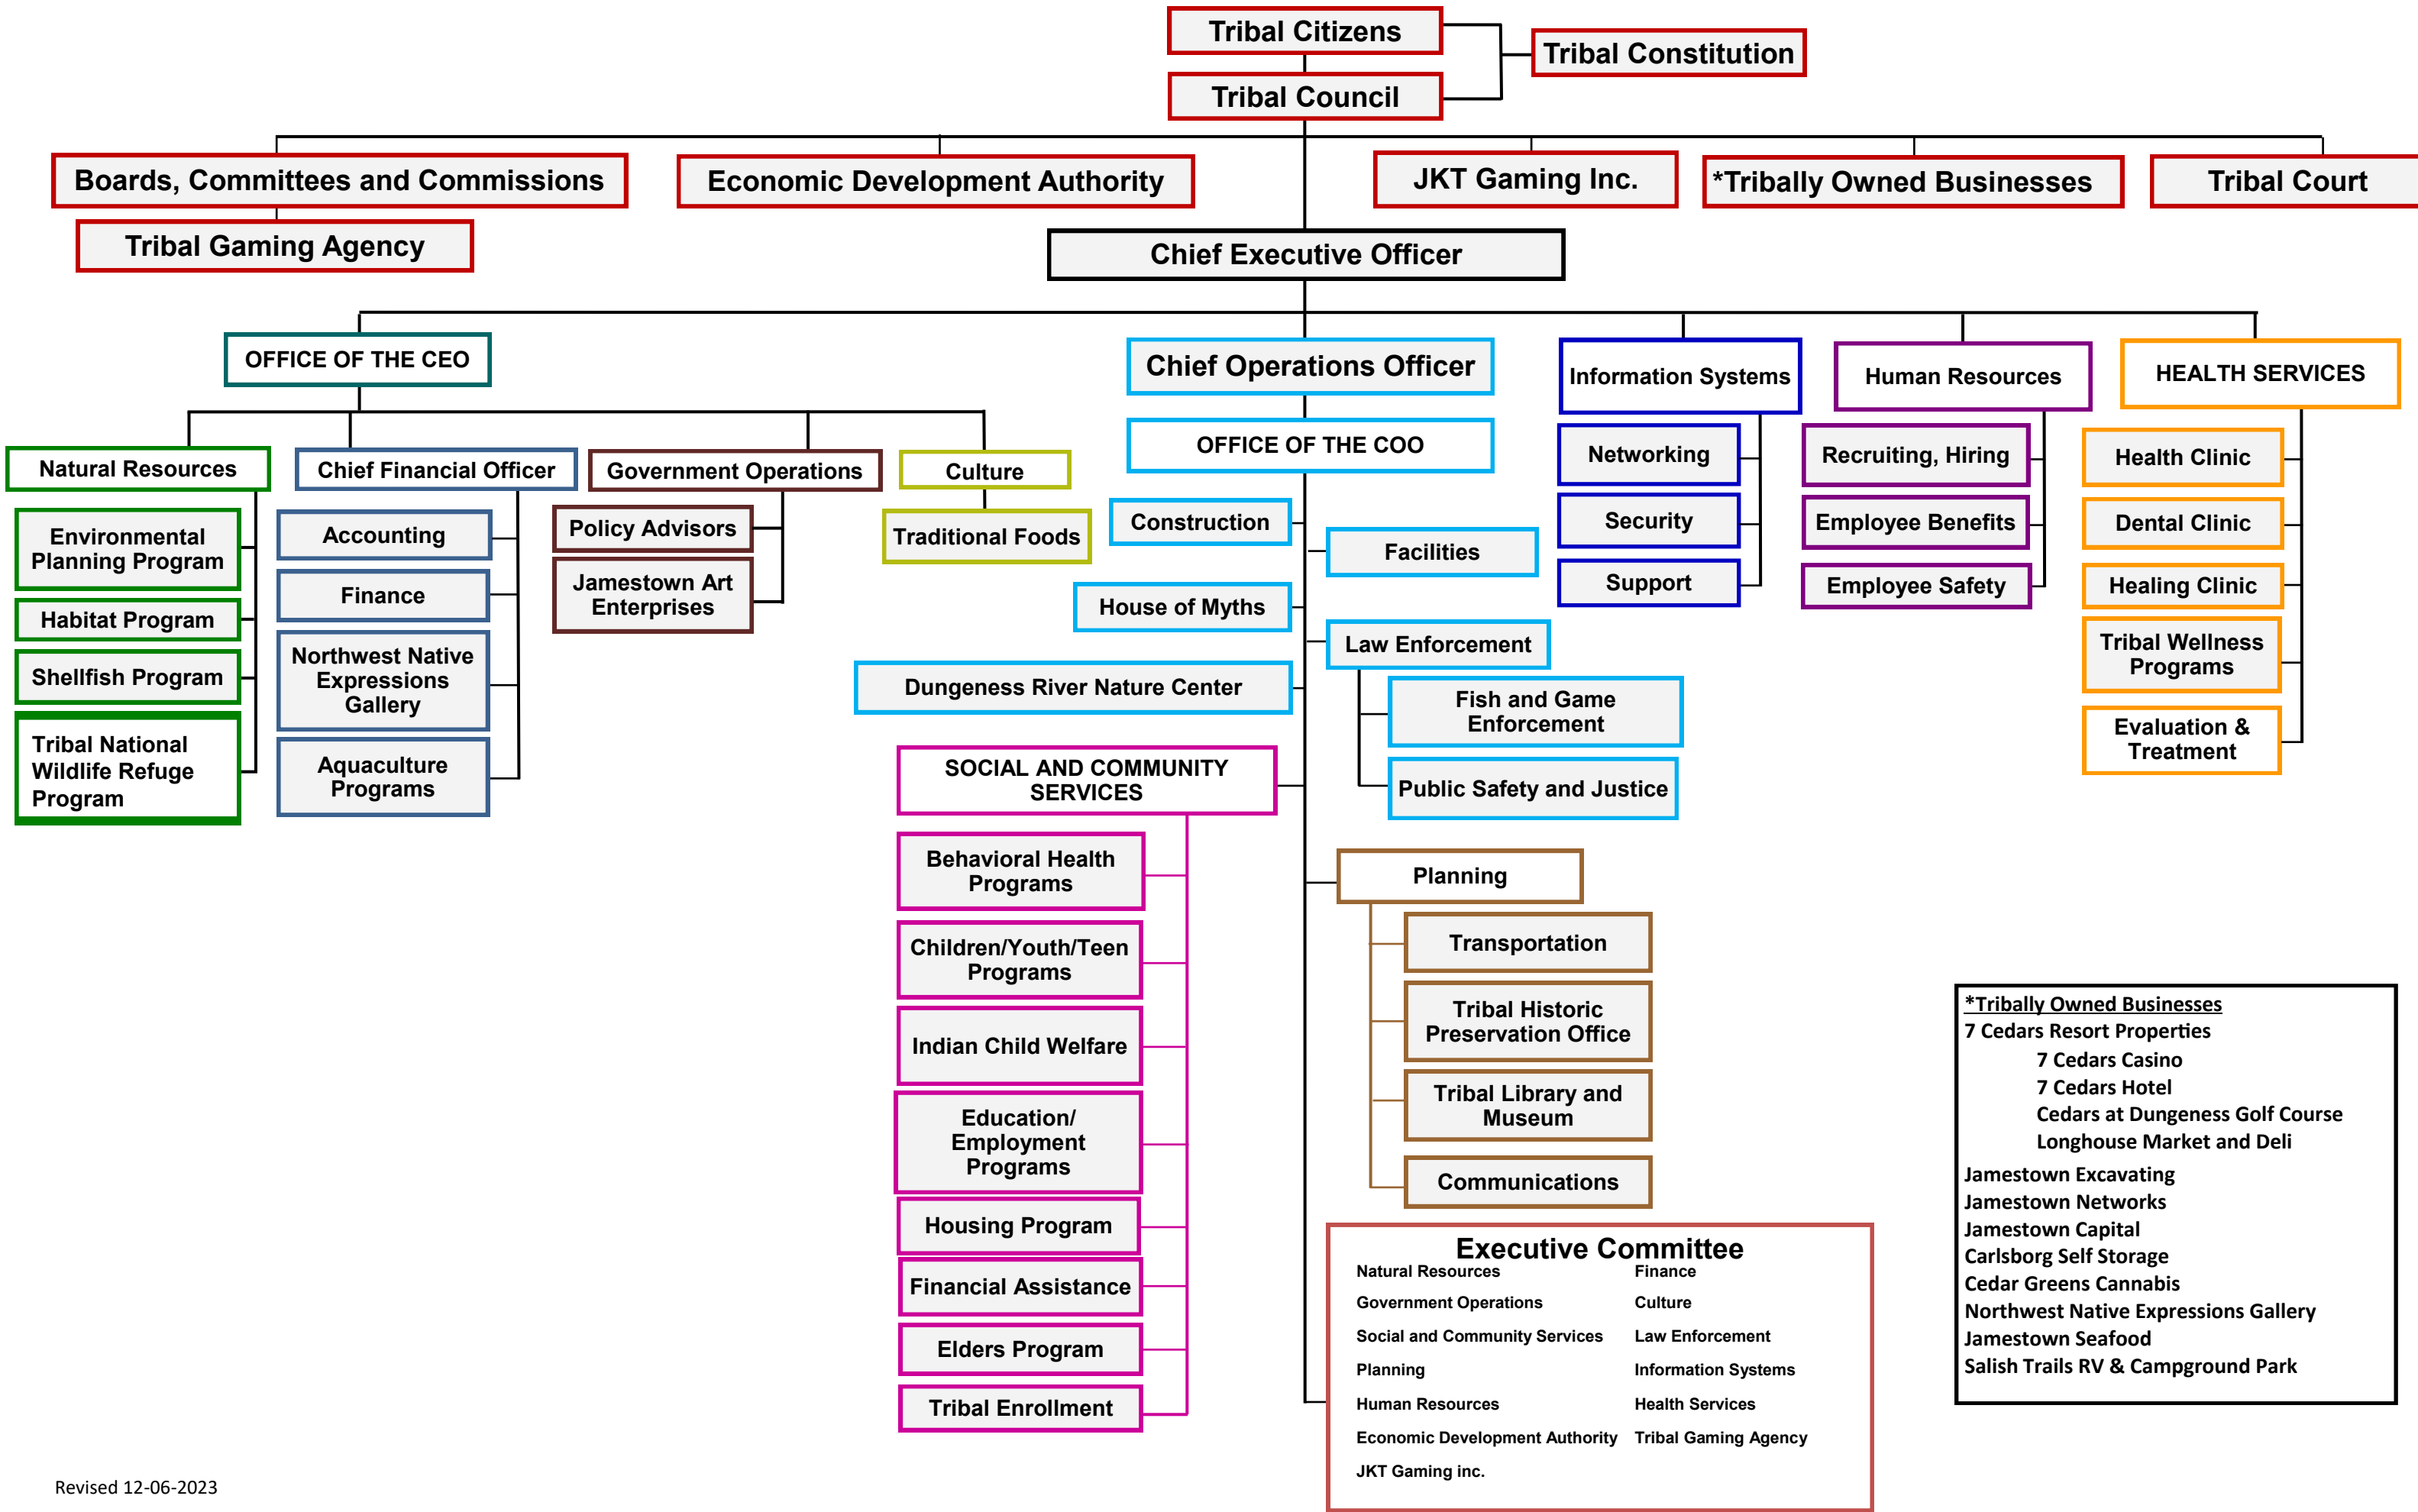 Tribal Citizens
Tribal Constitution
Tribal Council
Boards, Committees and Commissions
Economic Development Authority
JKT Gaming Inc.
*Tribally Owned Businesses
Tribal Court
Tribal Gaming Agency
Chief Executive Officer
OFFICE OF THE CEO
Chief Operations Officer
Information Systems
Human Resources
HEALTH SERVICES
OFFICE OF THE COO
Natural Resources
Chief Financial Officer
Government Operations
Culture
Environmental
Planning Program
Habitat Program
Shellfish Program
Tribal National
Wildlife Refuge
Program
Accounting
Finance
Northwest Native
Expressions
Gallery
Aquaculture
Programs
Policy Advisors
Jamestown Art
Enterprises
Traditional Foods
Construction
Facilities
House of Myths
Law Enforcement
Dungeness River Nature Center
Fish and Game
Enforcement
Public Safety and Justice
Networking
Security
Support
Recruiting, Hiring
Employee Benefits
Employee Safety
Health Clinic
Dental Clinic
Healing Clinic
Tribal Wellness
Programs
Evaluation &
Treatment
SOCIAL AND COMMUNITY
SERVICES
Behavioral Health
Programs
Children/Youth/Teen
Programs
Indian Child Welfare
Education/
Employment
Programs
Housing Program
Financial Assistance
Elders Program
Tribal Enrollment
Planning
Transportation
Tribal Historic
Preservation Office
Tribal Library and
Museum
Communications
Executive Committee
Natural Resources Finance
Government Operations Culture
Social and Community Services Law Enforcement
Planning Information Systems
Human Resources Health Services
Economic Development Authority Tribal Gaming Agency
JKT Gaming inc.
*Tribally Owned Businesses
7 Cedars Resort Properties
7 Cedars Casino
7 Cedars Hotel
Cedars at Dungeness Golf Course
Longhouse Market and Deli
Jamestown Excavating
Jamestown Networks
Jamestown Capital
Carlsborg Self Storage
Cedar Greens Cannabis
Northwest Native Expressions Gallery
Jamestown Seafood
Salish Trails RV & Campground Park
Revised 12-06-2023